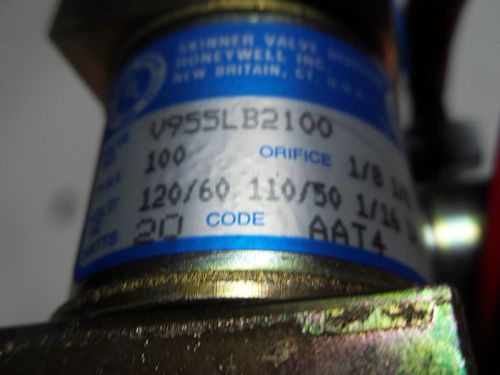 SKINNER VALVE DIVISION
HONEYWELL INC.
NEW BRITAIN, CT. U.S.A.
V955LB2100
100 ORIFICE 1/8
120/60 110/50 1/16
WATTS 20 CODE AAT4